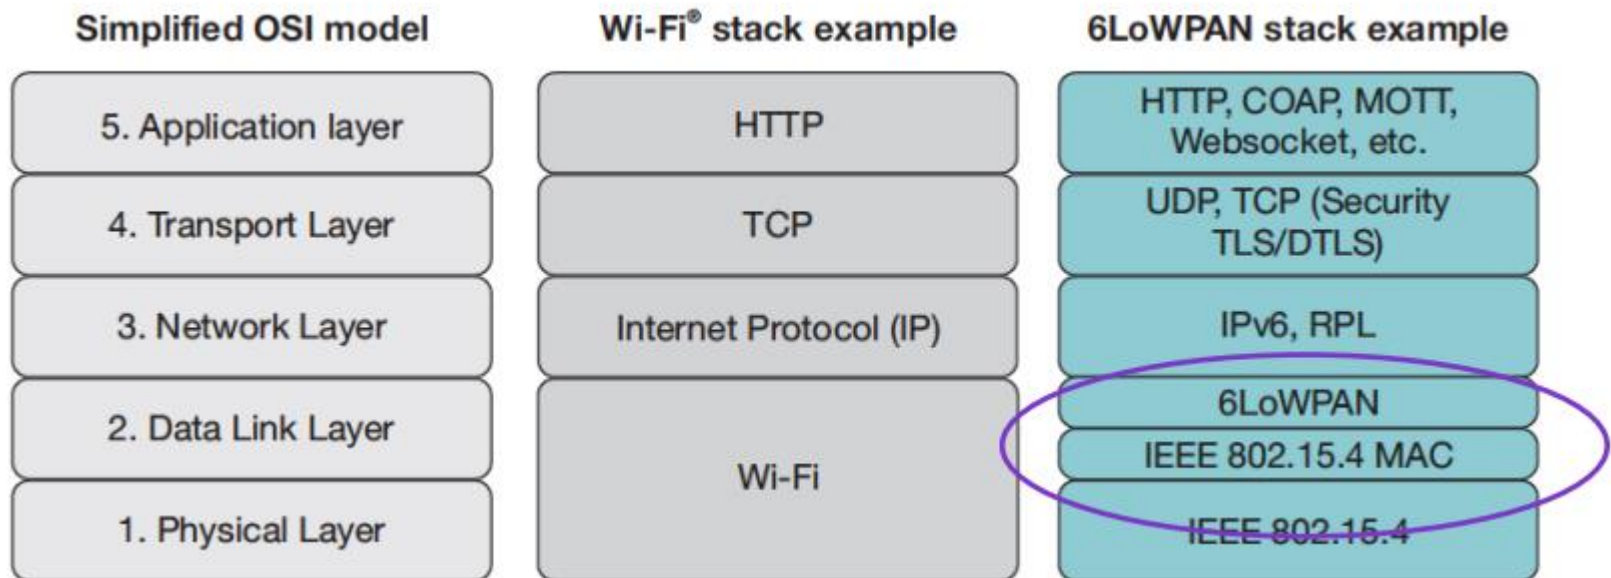 Simplified OSI model
5. Application layer
4. Transport Layer
3. Network Layer
2. Data Link Layer
1. Physical Layer
Wi-Fi® stack example
HTTP
TCP
Internet Protocol (IP)
Wi-Fi
6LoWPAN stack example
HTTP, COAP, MOTT,
Websocket, etc.
UDP, TCP (Security
TLS/DTLS)
IPv6, RPL
6LoWPAN
IEEE 802.15.4 MAC
IEEE 802.15.4